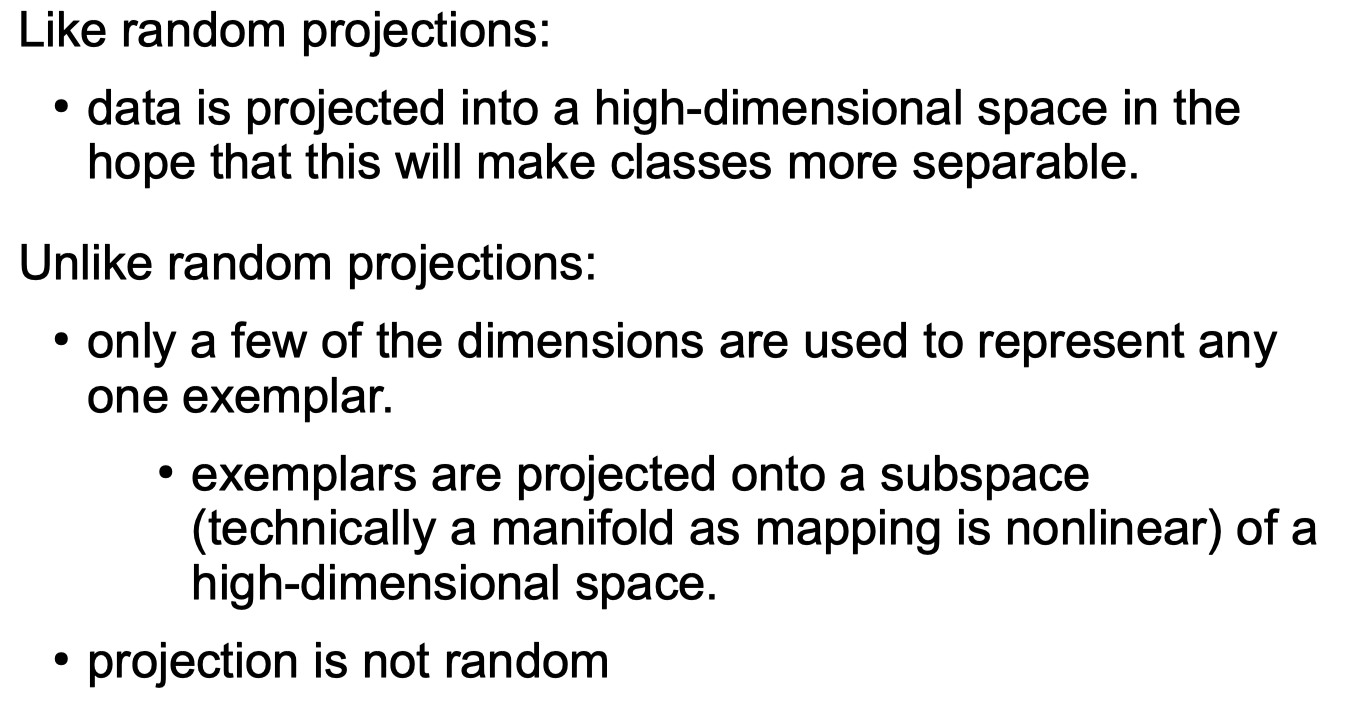 Like random projections:
• data is projected into a high-dimensional space in the
hope that this will make classes more separable.
Unlike random projections:
• only a few of the dimensions are used to represent any
one exemplar.
• exemplars are projected onto a subspace
(technically a manifold as mapping is nonlinear) of a
high-dimensional space.
• projection is not random